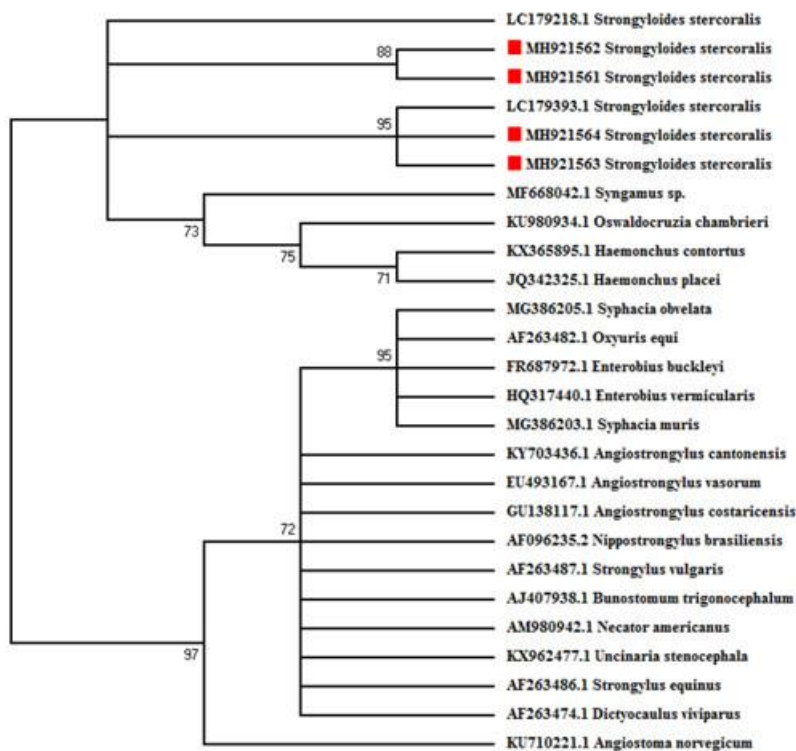 LC179218.1 Strongyloides stercoralis
88
MH921562 Strongyloides stercoralis
MH921561 Strongyloides stercoralis
LC179393.1 Strongyloides stercoralis
95
MH921564 Strongyloides stercoralis
MH921563 Strongyloides stercoralis
MF668042.1 Syngamus sp.
73
KU980934.1 Oswaldocruzia chambrieri
75
KX365895.1 Haemonchus contortus
71
JQ342325.1 Haemonchus placei
MG386205.1 Syphacia obvelata
AF263482.1 Oxyuris equi
95
FR687972.1 Enterobius buckleyi
HQ317440.1 Enterobius vermicularis
MG386203.1 Syphacia muris
KY703436.1 Angiostrongylus cantonensis
EU493167.1 Angiostrongylus vasorum
GU138117.1 Angiostrongylus costaricensis
72
AF096235.2 Nippostrongylus brasiliensis
AF263487.1 Strongylus vulgaris
AJ407938.1 Bunostomum trigonocephalum
AM980942.1 Necator americanus
97
KX962477.1 Uncinaria stenocephala
AF263486.1 Strongylus equinus
AF263474.1 Dictyocaulus viviparus
KU710221.1 Angiostoma norvegicum